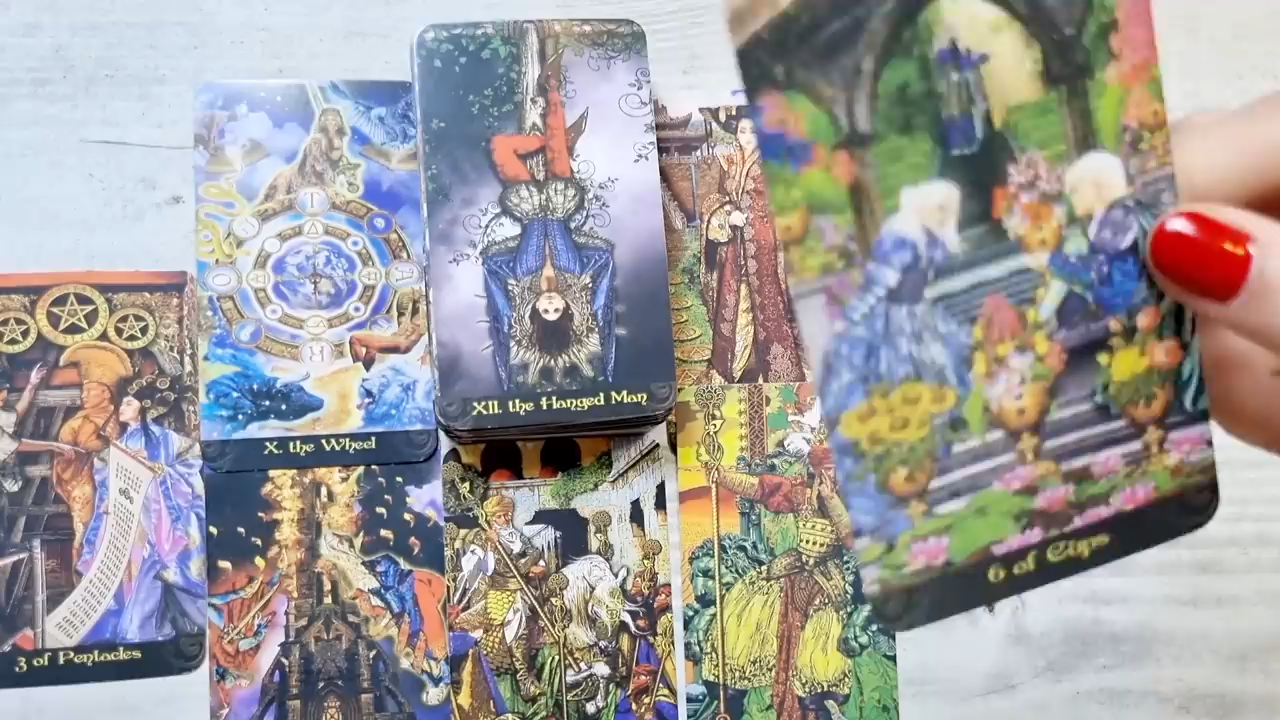 XII. the Hanged Man
X. the Wheel
6 of Cups
3 of Pentacles